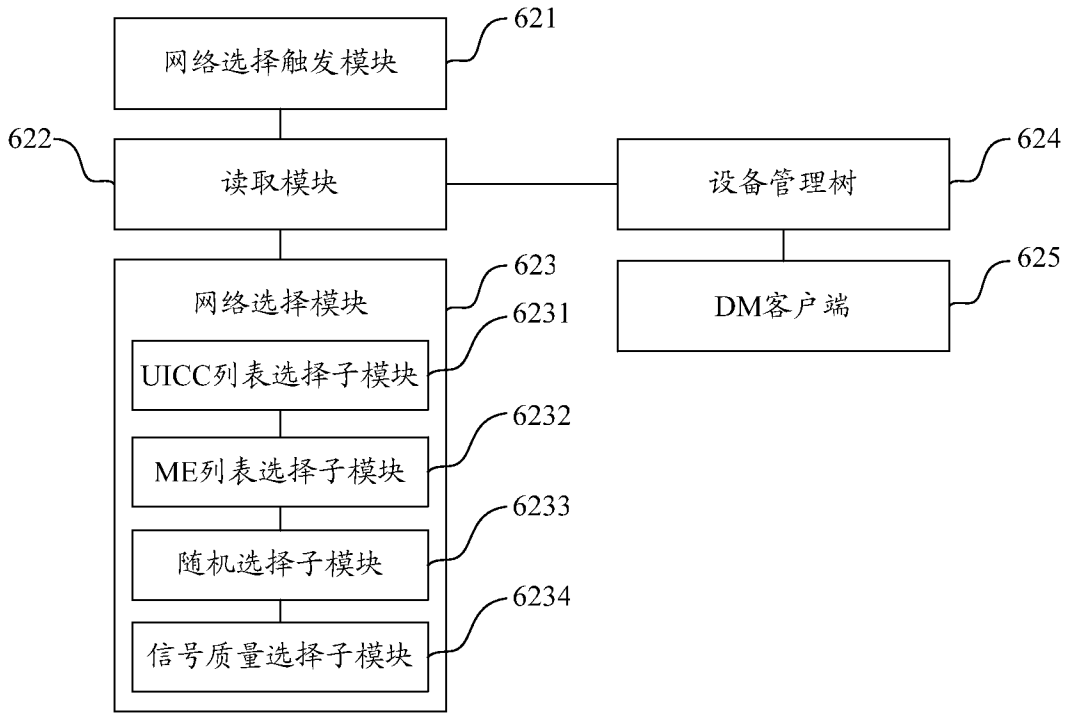 621
网络选择触发模块
622
读取模块
624
设备管理树
623
网络选择模块
625
DM客户端
6231
UICC列表选择子模块
6232
ME列表选择子模块
6233
随机选择子模块
6234
信号质量选择子模块